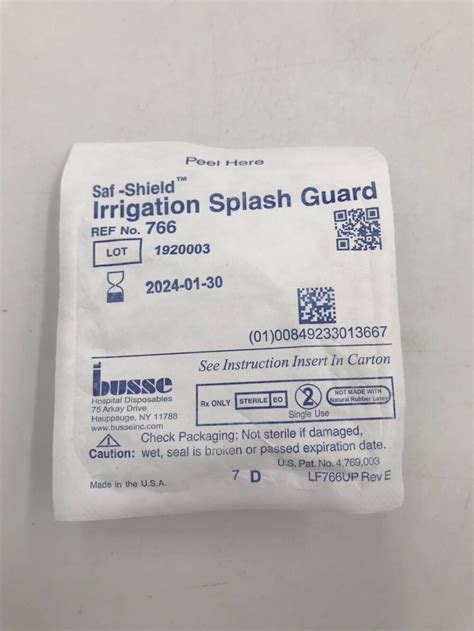 Peel Here
Saf-Shield™
Irrigation Splash Guard
REF No. 766
LOT 1920003
2024-01-30
(01)00849233013667
See Instruction Insert In Carton
busse
Hospital Disposables
75 Arkay Drive
Hauppauge, NY 11788
www.busseinc.com
Rx ONLY STERILE EO 2 Single Use NOT MADE WITH Natural Rubber Latex
Caution: Check Packaging; Not sterile if damaged,
wet, seal is broken or passed expiration date.
U.S. Pat. No. 4,769,003
Made in the U.S.A. 7 D LF766UP Rev E